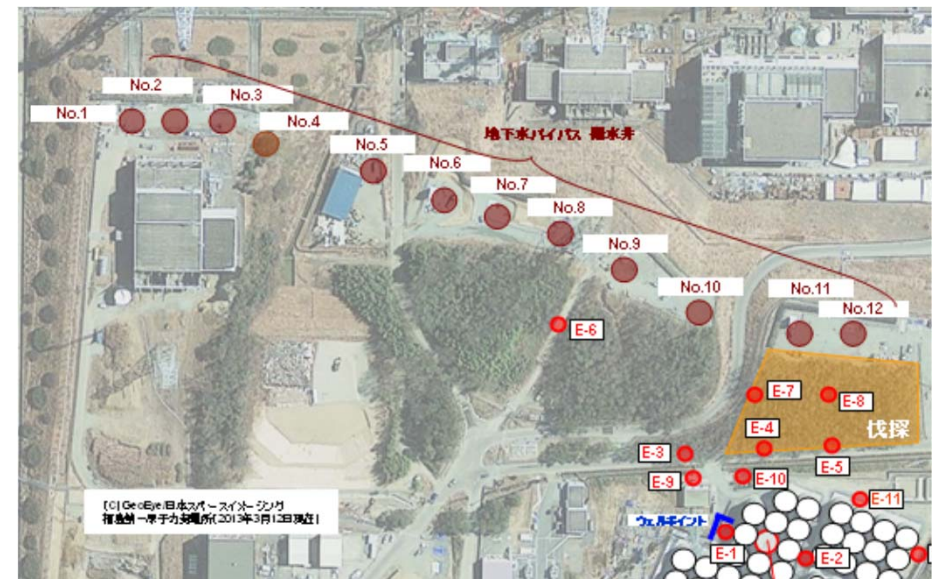 No.1
No.2
No.3
No.4
No.5
No.6
No.7
No.8
No.9
No.10
No.11
No.12
地下水バイパス 揚水井
E-6
E-7
E-8
E-4
E-5
伐採
E-3
E-9
E-10
E-11
ウェルポイント
E-1
E-2
(C)GeoEye/日本スペースイメージング
福島第一原子力発電所(2013年3月12日現在)